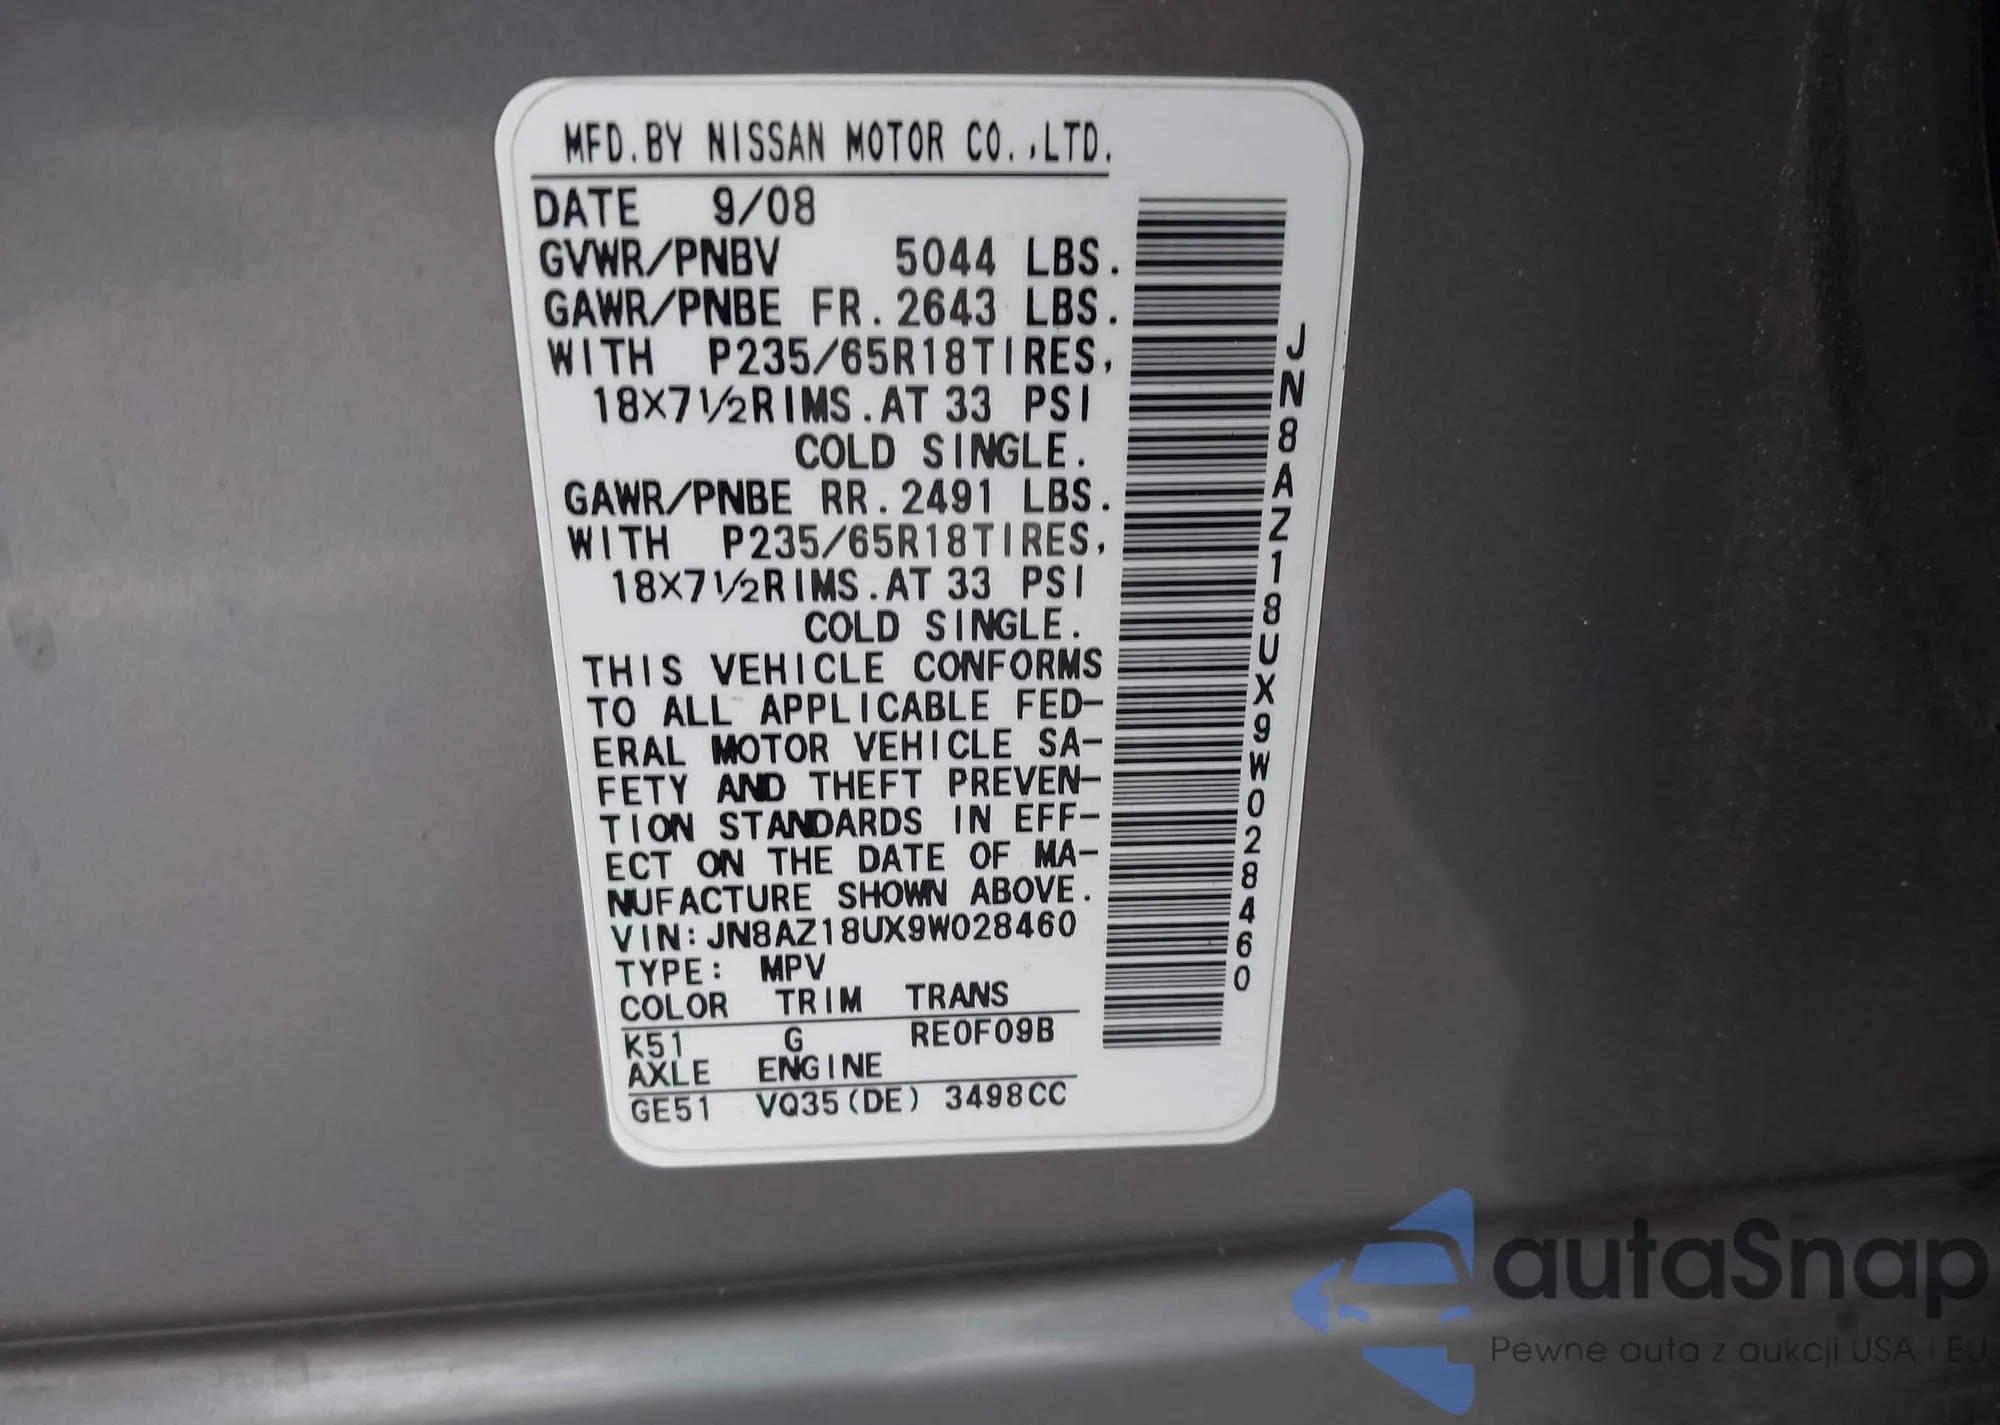 MFD.BY NISSAN MOTOR CO.,LTD.
DATE 9/08
GVWR/PNBV 5044 LBS.
GAWR/PNBE FR.2643 LBS.
WITH P235/65R18TIRES,
18X7½RIMS.AT 33 PSI
COLD SINGLE.
GAWR/PNBE RR.2491 LBS.
WITH P235/65R18TIRES,
18X7½RIMS.AT 33 PSI
COLD SINGLE.
THIS VEHICLE CONFORMS
TO ALL APPLICABLE FED-
ERAL MOTOR VEHICLE SA-
FETY AND THEFT PREVEN-
TION STANDARDS IN EFF-
ECT ON THE DATE OF MA-
NUFACTURE SHOWN ABOVE.
VIN:JN8AZ18UX9W028460
TYPE: MPV
COLOR TRIM TRANS
K51 G RE0F09B
AXLE ENGINE
GE51 VQ35(DE) 3498CC
JN8AZ18UX9W028460
autaSnap
Pewne auta z aukcji USA i EU